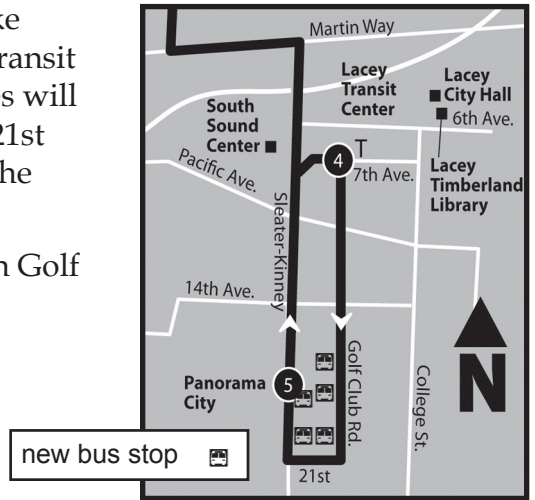 ke
ransit
es will
21st
he
n Golf
Martin Way
Lacey
Transit
Center
Lacey
City Hall
6th Ave.
South
Sound
Center
4
T
7th Ave.
Pacific Ave.
Lacey
Timberland
Library
Sleater-Kinney
14th Ave.
Golf Club Rd.
College St.
N
Panorama
City
5
21st
new bus stop